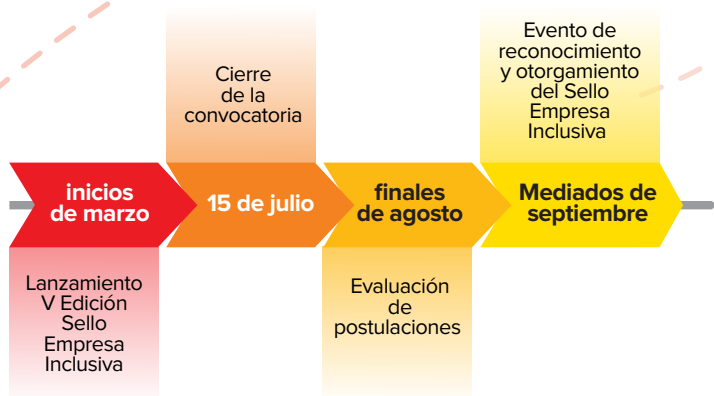 inicios
de marzo
Lanzamiento
V Edición
Sello
Empresa
Inclusiva
Cierre
de la
convocatoria
15 de julio
finales
de agosto
Evaluación
de
postulaciones
Evento de
reconocimiento
y otorgamiento
del Sello
Empresa
Inclusiva
Mediados de
septiembre